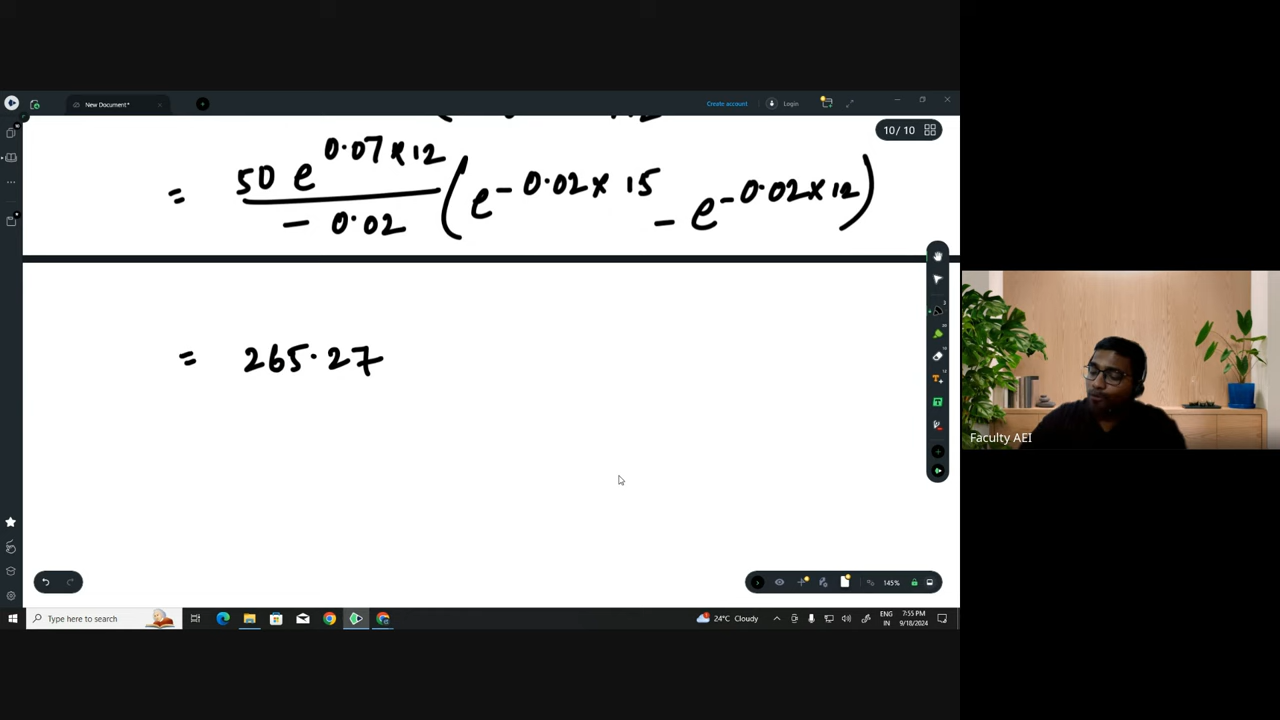 New Document*
Create account
Login
10 / 10
= 50 e^0.07×12 / - 0.02 ( e^- 0.02 × 15 - e^-0.02×12 )
= 265.27
Faculty AEI
145%
Type here to search
24°C Cloudy
ENG
IN
7:55 PM
9/18/2024